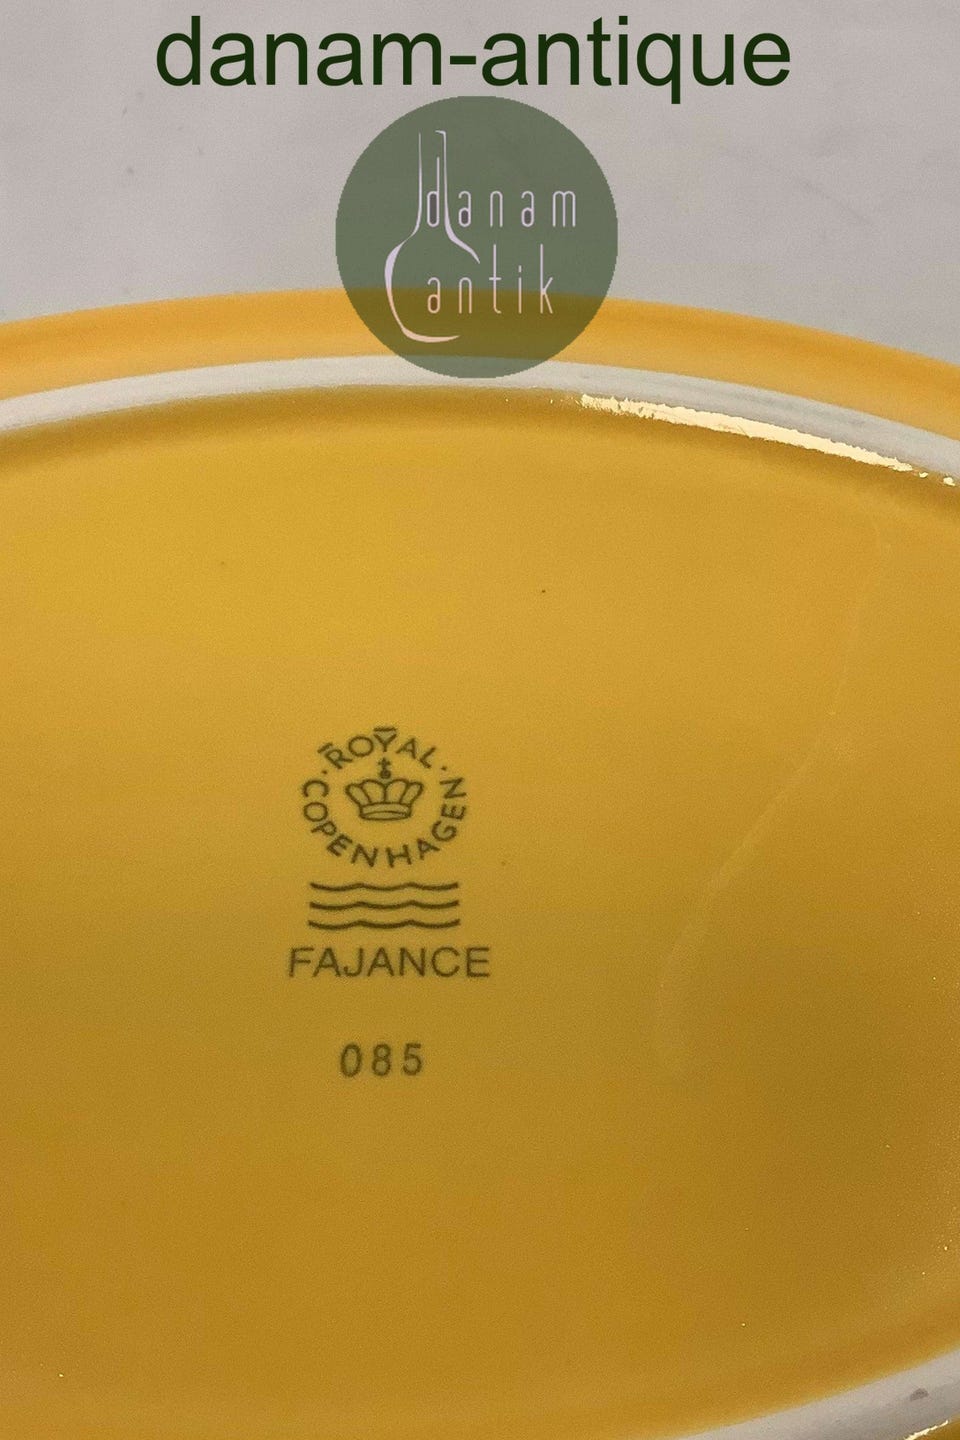 danam-antique
danam
antik
ROYAL
COPENHAGEN
FAJANCE
085